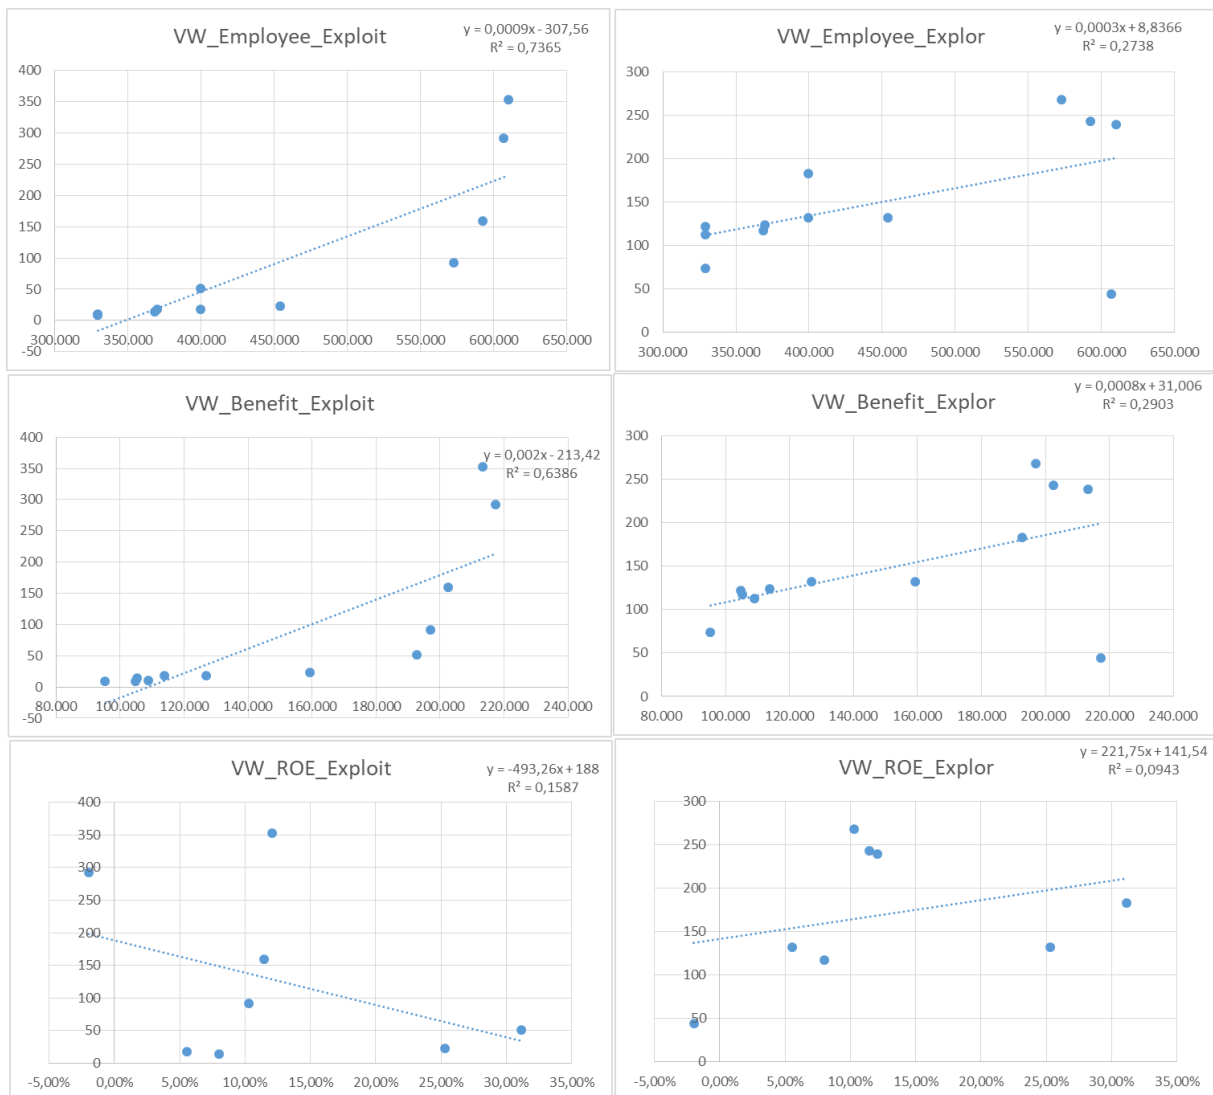 VW_Employee_Exploit
y = 0,0009x - 307,56
R² = 0,7365
400
350
300
250
200
150
100
50
0
-50
300.000 350.000 400.000 450.000 500.000 550.000 600.000 650.000
VW_Employee_Explor
y = 0,0003x + 8,8366
R² = 0,2738
300
250
200
150
100
50
0
300.000 350.000 400.000 450.000 500.000 550.000 600.000 650.000
VW_Benefit_Exploit
y = 0,002x - 213,42
R² = 0,6386
400
350
300
250
200
150
100
50
0
-50
80.000 100.000 120.000 140.000 160.000 180.000 200.000 220.000 240.000
VW_Benefit_Explor
y = 0,0008x + 31,006
R² = 0,2903
300
250
200
150
100
50
0
80.000 100.000 120.000 140.000 160.000 180.000 200.000 220.000 240.000
VW_ROE_Exploit
y = -493,26x + 188
R² = 0,1587
400
350
300
250
200
150
100
50
0
-5,00% 0,00% 5,00% 10,00% 15,00% 20,00% 25,00% 30,00% 35,00%
VW_ROE_Explor
y = 221,75x + 141,54
R² = 0,0943
300
250
200
150
100
50
0
-5,00% 0,00% 5,00% 10,00% 15,00% 20,00% 25,00% 30,00% 35,00%